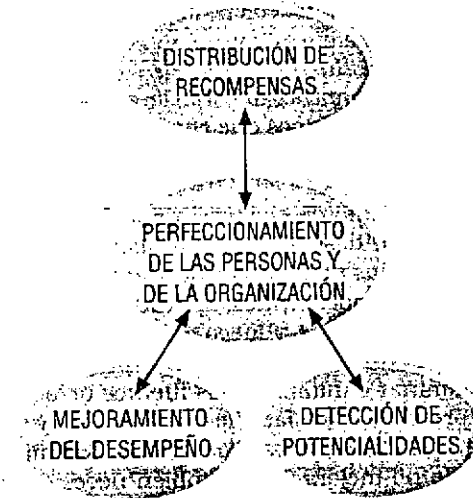 DISTRIBUCIÓN DE
RECOMPENSAS
PERFECCIONAMIENTO
DE LAS PERSONAS Y
DE LA ORGANIZACIÓN
MEJORAMIENTO
DEL DESEMPEÑO
DETECCIÓN DE
POTENCIALIDADES